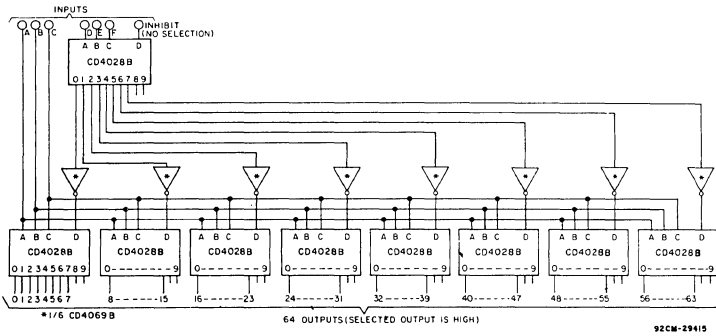 INPUTS
A B C D E F INHIBIT
(NO SELECTION)
A B C D
CD4028B
0 1 2 3 4 5 6 7 8 9
* * * * * * * *
A B C D A B C D A B C D A B C D A B C D A B C D A B C D A B C D
CD4028B CD4028B CD4028B CD4028B CD4028B CD4028B CD4028B CD4028B
0 1 2 3 4 5 6 7 8 9 0-------9 0-------9 0-------9 0-------9 0-------9 0-------9 0-------9
0 1 2 3 4 5 6 7 8-----15 16-----23 24-----31 32-----39 40-----47 48-----55 56-----63
*1/6 CD4069B
64 OUTPUTS (SELECTED OUTPUT IS HIGH)
92CM-29415